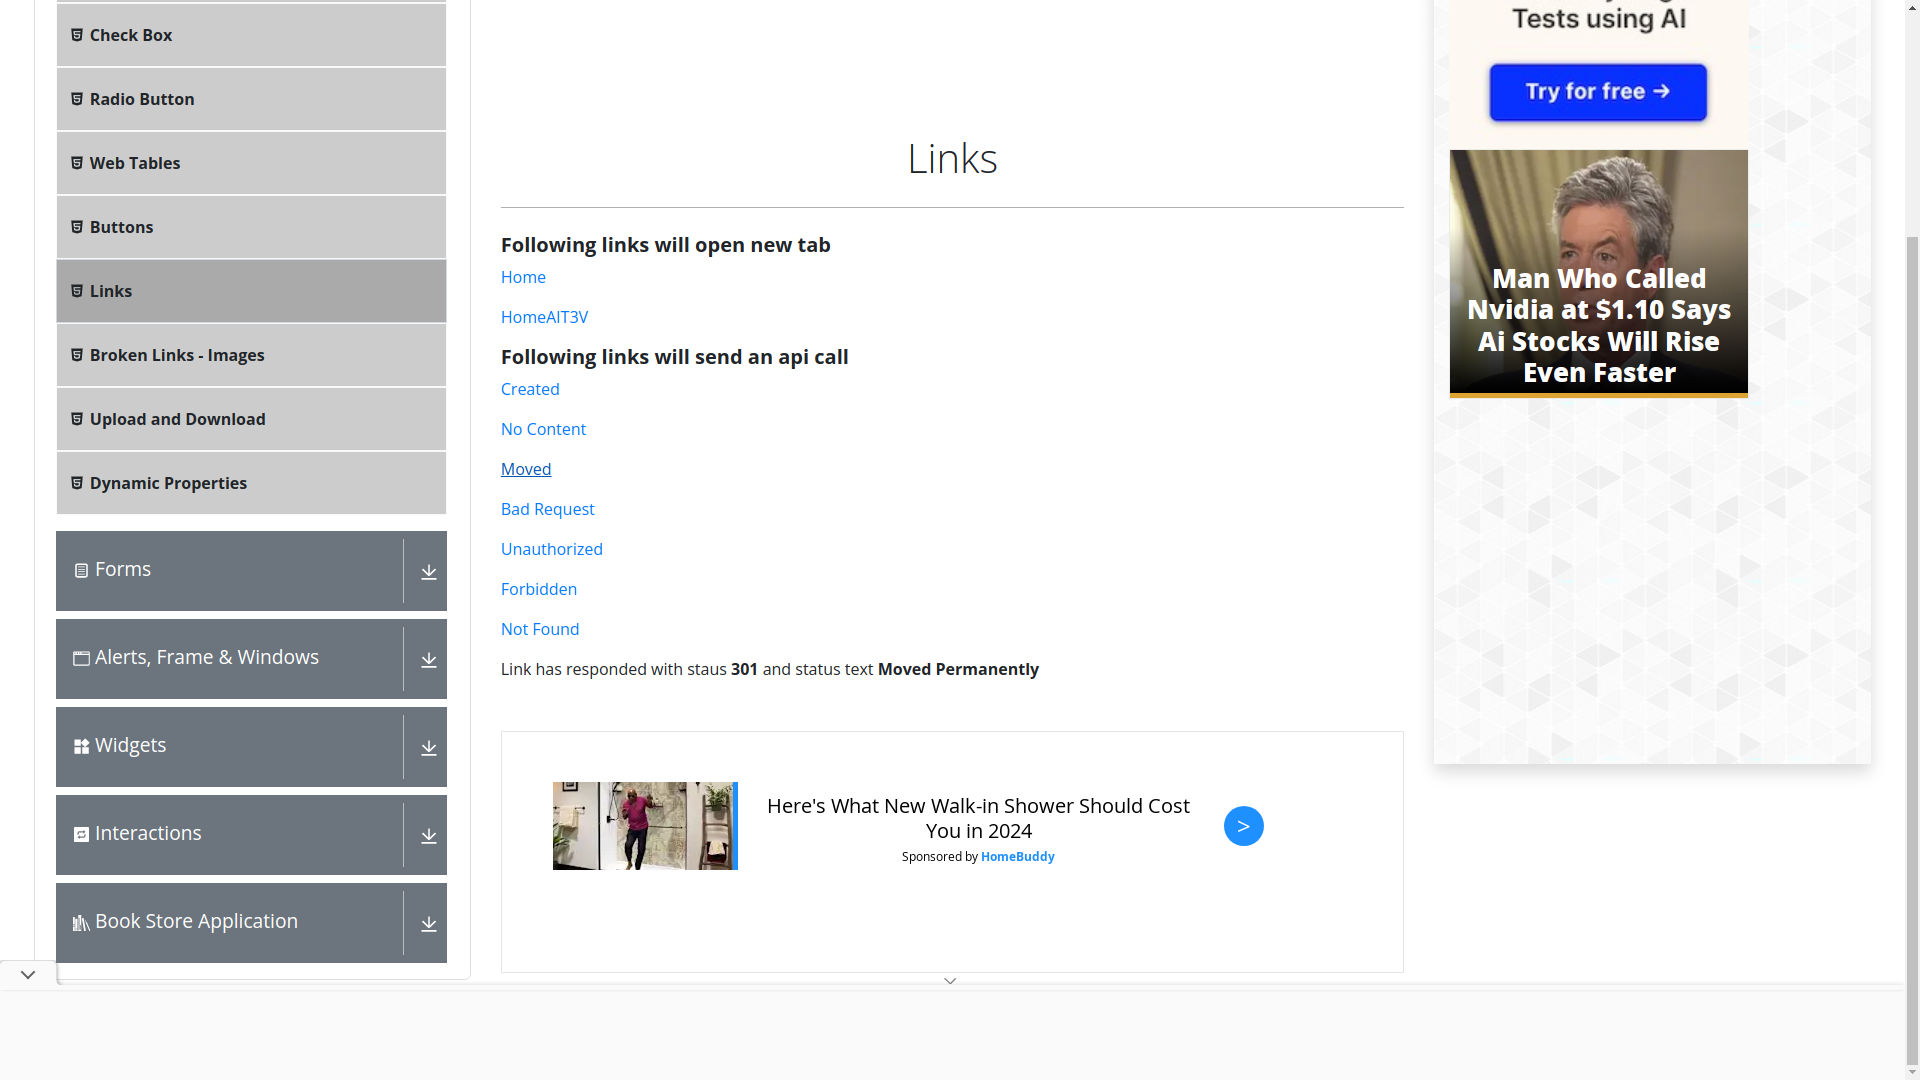 Check Box
Radio Button
Web Tables
Buttons
Links
Broken Links - Images
Upload and Download
Dynamic Properties
Forms
Alerts, Frame & Windows
Widgets
Interactions
Book Store Application
Links
Following links will open new tab
Home
HomeAIT3V
Following links will send an api call
Created
No Content
Moved
Bad Request
Unauthorized
Forbidden
Not Found
Link has responded with staus 301 and status text Moved Permanently
Here's What New Walk-in Shower Should Cost
You in 2024
Sponsored by HomeBuddy
>
Tests using AI
Try for free →
Man Who Called
Nvidia at $1.10 Says
Ai Stocks Will Rise
Even Faster